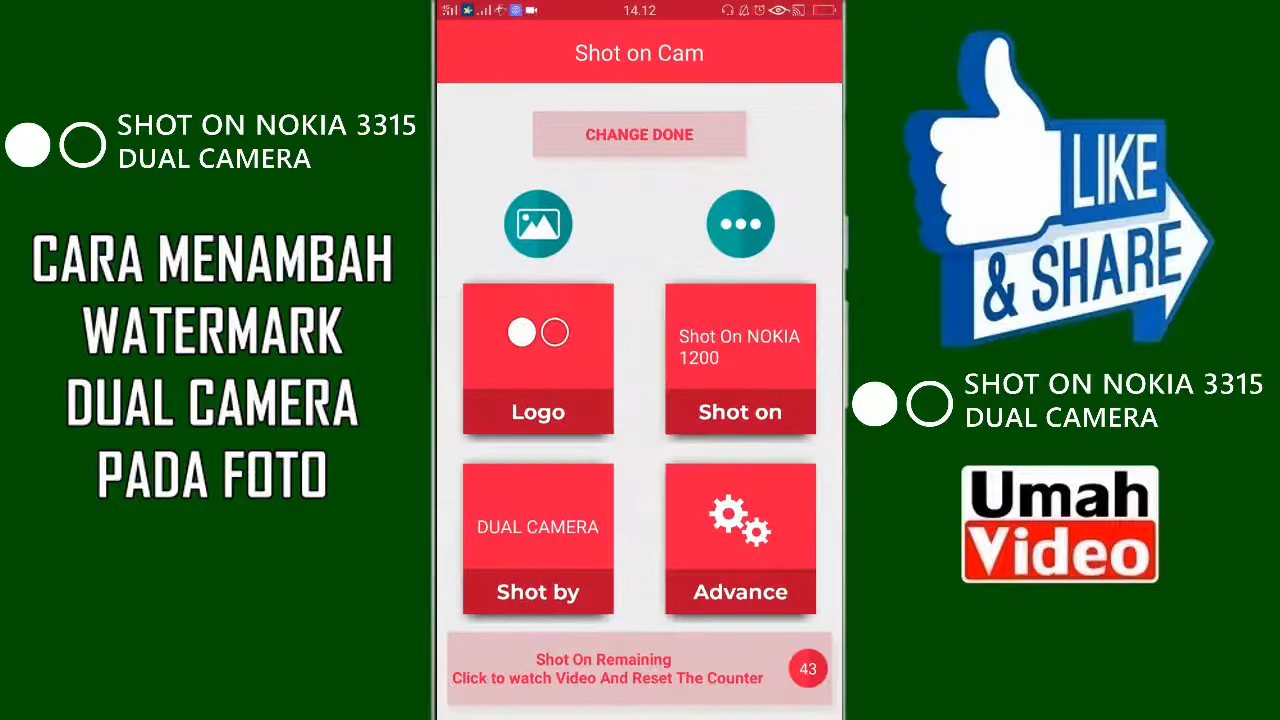 SHOT ON NOKIA 3315
DUAL CAMERA
CARA MENAMBAH
WATERMARK
DUAL CAMERA
PADA FOTO
14.12
Shot on Cam
CHANGE DONE
Shot On NOKIA
1200
Logo
Shot on
DUAL CAMERA
Shot by
Advance
Shot On Remaining
Click to watch Video And Reset The Counter
43
LIKE
& SHARE
SHOT ON NOKIA 3315
DUAL CAMERA
Umah
Video